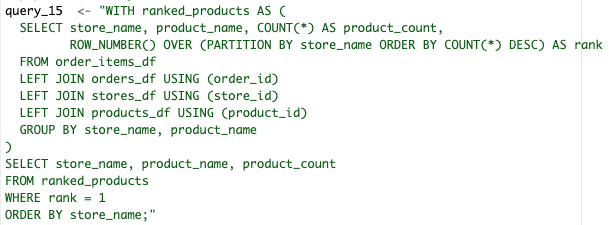 query_15  <- "WITH ranked_products AS (
  SELECT store_name, product_name, COUNT(*) AS product_count,
         ROW_NUMBER() OVER (PARTITION BY store_name ORDER BY COUNT(*) DESC) AS rank
  FROM order_items_df
  LEFT JOIN orders_df USING (order_id)
  LEFT JOIN stores_df USING (store_id)
  LEFT JOIN products_df USING (product_id)
  GROUP BY store_name, product_name
)
SELECT store_name, product_name, product_count
FROM ranked_products
WHERE rank = 1
ORDER BY store_name;"